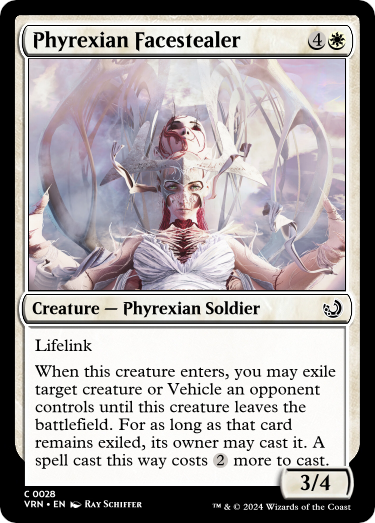 Phyrexian Facestealer 4
Creature — Phyrexian Soldier
Lifelink
When this creature enters, you may exile
target creature or Vehicle an opponent
controls until this creature leaves the
battlefield. For as long as that card
remains exiled, its owner may cast it. A
spell cast this way costs 2 more to cast.
3/4
C 0028
VRN • EN Ray Schiffer
™ & © 2024 Wizards of the Coast